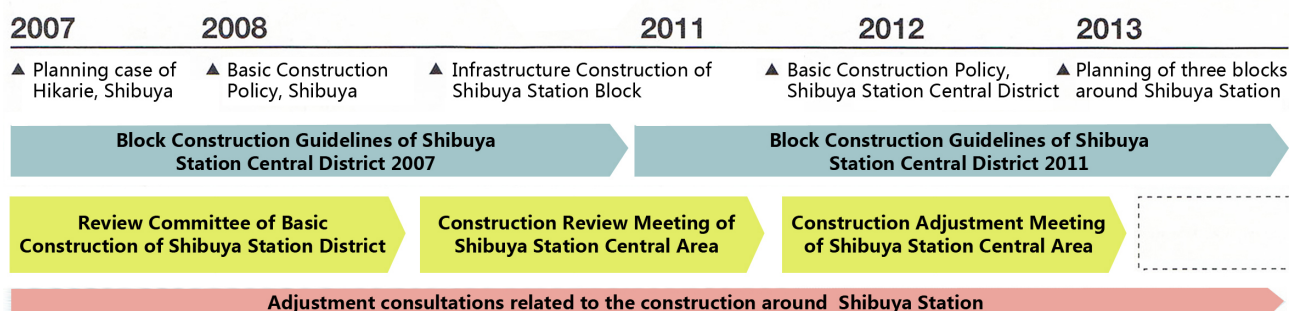 2007 2008 2011 2012 2013
▲ Planning case of
Hikarie, Shibuya
▲ Basic Construction
Policy, Shibuya
▲ Infrastructure Construction of
Shibuya Station Block
▲ Basic Construction Policy,
Shibuya Station Central District
▲ Planning of three blocks
around Shibuya Station
Block Construction Guidelines of Shibuya
Station Central District 2007
Block Construction Guidelines of Shibuya
Station Central District 2011
Review Committee of Basic
Construction of Shibuya Station District
Construction Review Meeting of
Shibuya Station Central Area
Construction Adjustment Meeting
of Shibuya Station Central Area
Adjustment consultations related to the construction around Shibuya Station